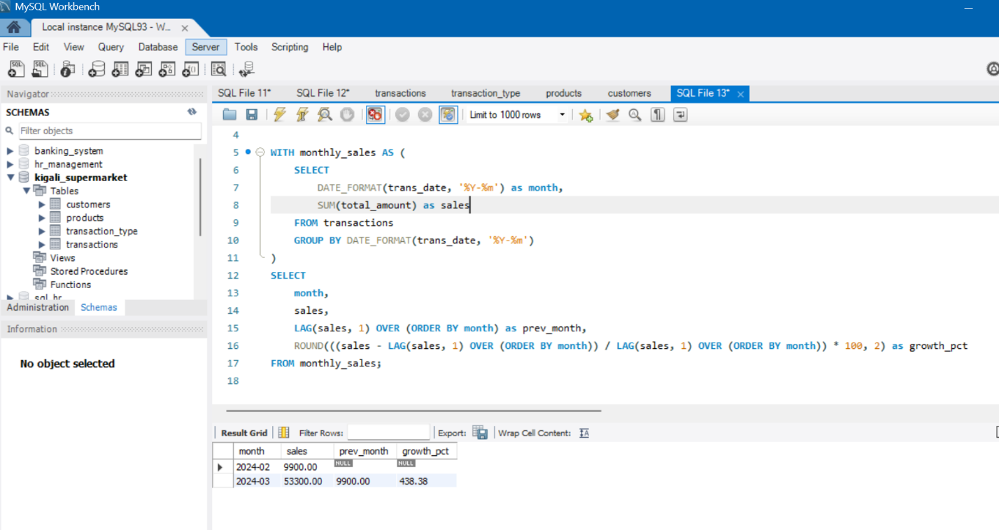 MySQL Workbench
Local instance MySQL93 - W... ×
File Edit View Query Database Server Tools Scripting Help
Navigator
SCHEMAS
Filter objects
banking_system
hr_management
kigali_supermarket
Tables
customers
products
transaction_type
transactions
Views
Stored Procedures
Functions
sql_hr
Administration Schemas
Information
No object selected
SQL File 11* SQL File 12* transactions transaction_type products customers SQL File 13* ×
Limit to 1000 rows
4
5 WITH monthly_sales AS (
6 SELECT
7 DATE_FORMAT(trans_date, '%Y-%m') as month,
8 SUM(total_amount) as sales
9 FROM transactions
10 GROUP BY DATE_FORMAT(trans_date, '%Y-%m')
11 )
12 SELECT
13 month,
14 sales,
15 LAG(sales, 1) OVER (ORDER BY month) as prev_month,
16 ROUND(((sales - LAG(sales, 1) OVER (ORDER BY month)) / LAG(sales, 1) OVER (ORDER BY month)) * 100, 2) as growth_pct
17 FROM monthly_sales;
18
Result Grid Filter Rows: Export: Wrap Cell Content:
month sales prev_month growth_pct
2024-02 9900.00 NULL NULL
2024-03 53300.00 9900.00 438.38